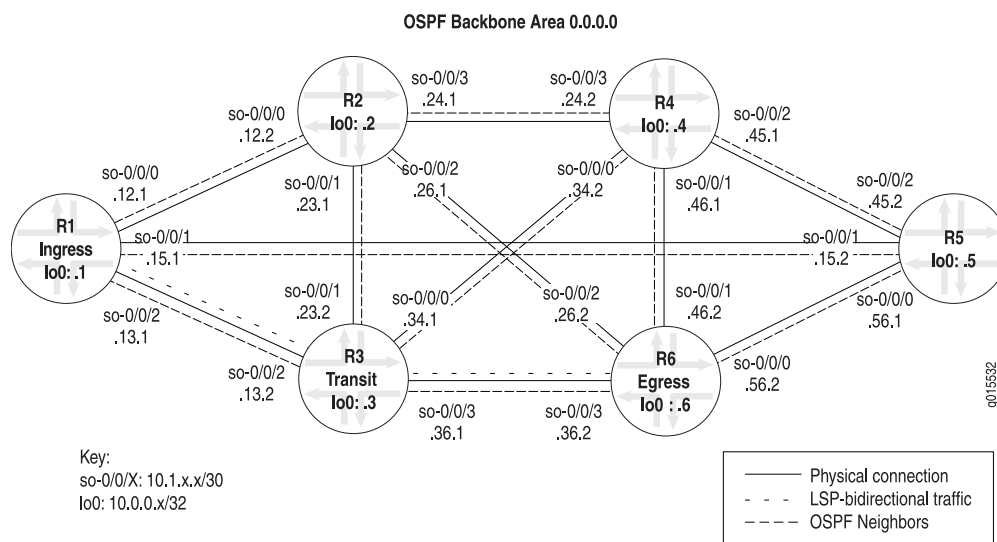 OSPF Backbone Area 0.0.0.0
R2
lo0: .2
so-0/0/3
.24.1
so-0/0/3
.24.2
R4
lo0: .4
so-0/0/0
.12.2
so-0/0/2
.45.1
so-0/0/0
.12.1
so-0/0/1
.23.1
so-0/0/2
.26.1
so-0/0/0
.34.2
so-0/0/1
.46.1
so-0/0/2
.45.2
R1
Ingress
lo0: .1
so-0/0/1
.15.1
so-0/0/1
.15.2
R5
lo0: .5
so-0/0/2
.13.1
so-0/0/1
.23.2
so-0/0/0
.34.1
so-0/0/2
.26.2
so-0/0/1
.46.2
so-0/0/0
.56.1
so-0/0/2
.13.2
R3
Transit
lo0: .3
so-0/0/3
.36.1
so-0/0/3
.36.2
R6
Egress
lo0 : .6
so-0/0/0
.56.2
g015532
Key:
so-0/0/X: 10.1.x.x/30
lo0: 10.0.0.x/32
Physical connection
LSP-bidirectional traffic
OSPF Neighbors